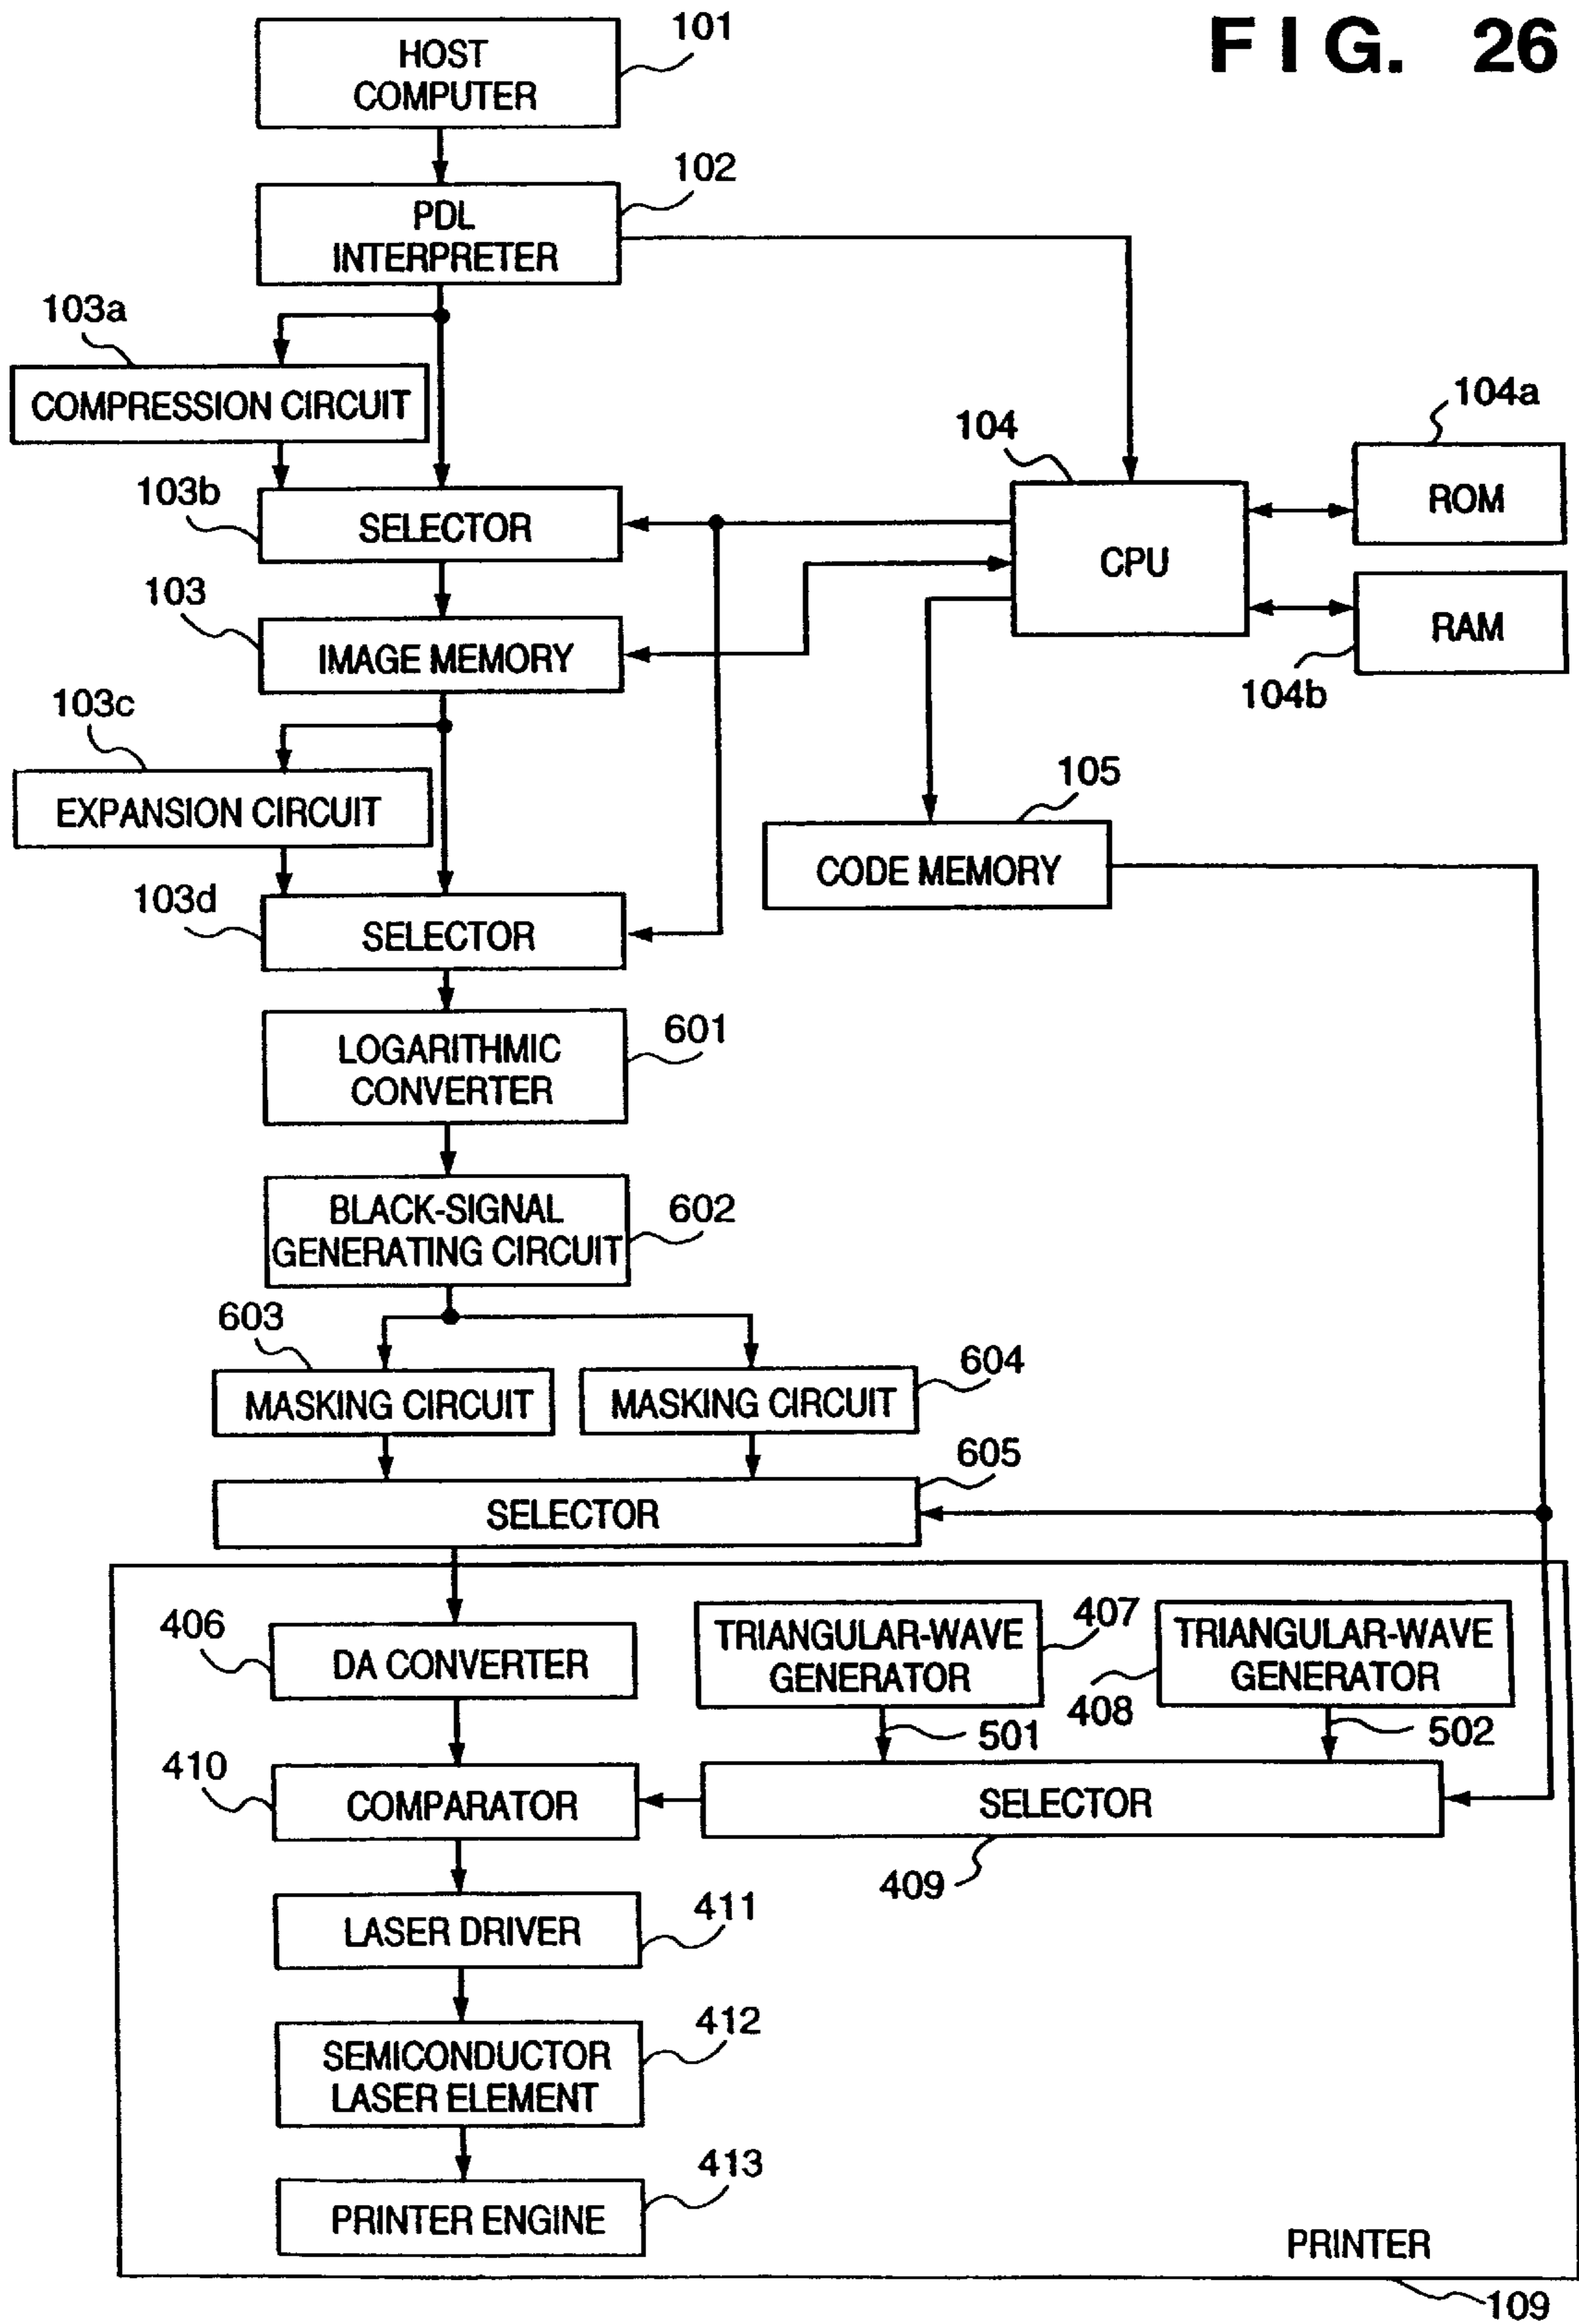 FIG. 26
101
HOST
COMPUTER
102
PDL
INTERPRETER
103a
COMPRESSION CIRCUIT
104a
104
ROM
103b
SELECTOR
CPU
103
IMAGE MEMORY
RAM
104b
103c
EXPANSION CIRCUIT
105
CODE MEMORY
103d
SELECTOR
601
LOGARITHMIC
CONVERTER
602
BLACK-SIGNAL
GENERATING CIRCUIT
603
MASKING CIRCUIT
604
MASKING CIRCUIT
605
SELECTOR
406
DA CONVERTER
407
TRIANGULAR-WAVE
GENERATOR
408
TRIANGULAR-WAVE
GENERATOR
501
502
410
COMPARATOR
SELECTOR
409
411
LASER DRIVER
412
SEMICONDUCTOR
LASER ELEMENT
413
PRINTER ENGINE
PRINTER
109